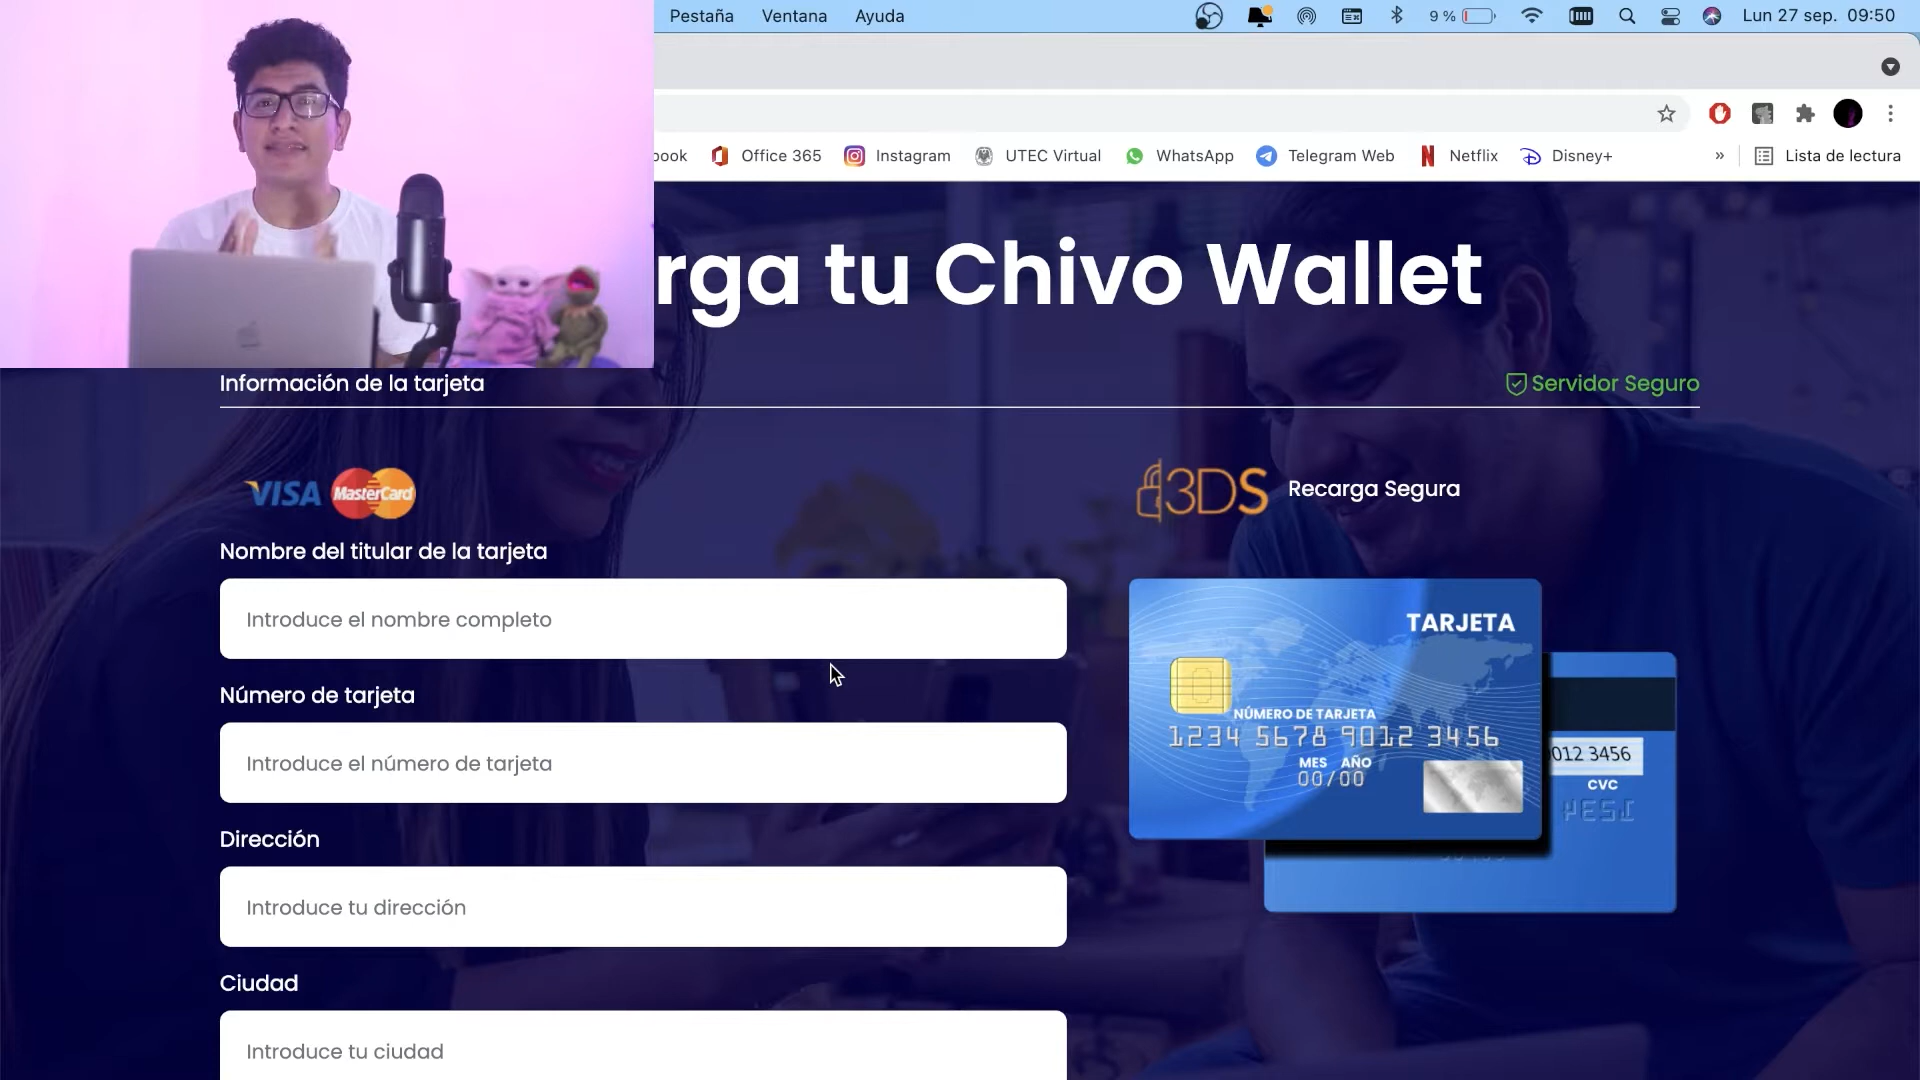 Pestaña Ventana Ayuda 9 % Lun 27 sep. 09:50
book Office 365 Instagram UTEC Virtual WhatsApp Telegram Web Netflix Disney+ » Lista de lectura
rga tu Chivo Wallet
Información de la tarjeta
Servidor Seguro
VISA MasterCard
3DS Recarga Segura
Nombre del titular de la tarjeta
Introduce el nombre completo
Número de tarjeta
Introduce el número de tarjeta
Dirección
Introduce tu dirección
Ciudad
Introduce tu ciudad
TARJETA
NÚMERO DE TARJETA
1234 5678 9012 3456
MES AÑO
00/00
9012 3456
CVC